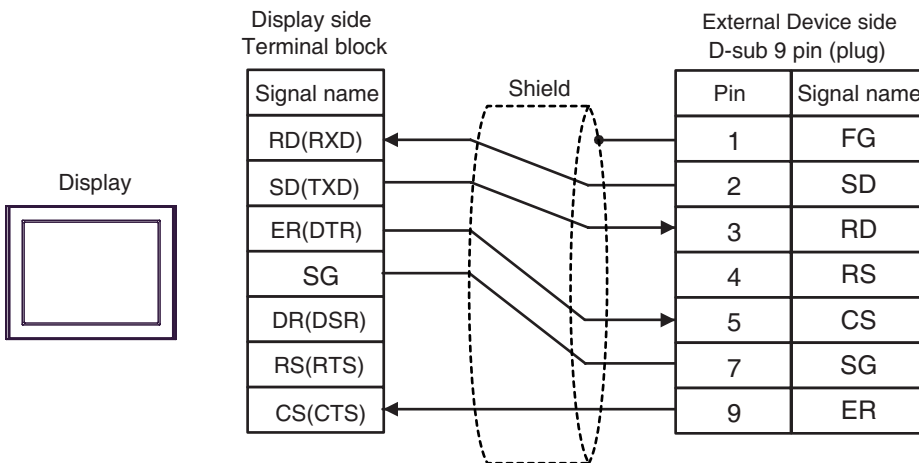 Display side
Terminal block
External Device side
D-sub 9 pin (plug)
Display
Shield
Signal name
RD(RXD)
SD(TXD)
ER(DTR)
SG
DR(DSR)
RS(RTS)
CS(CTS)
Pin Signal name
1 FG
2 SD
3 RD
4 RS
5 CS
7 SG
9 ER